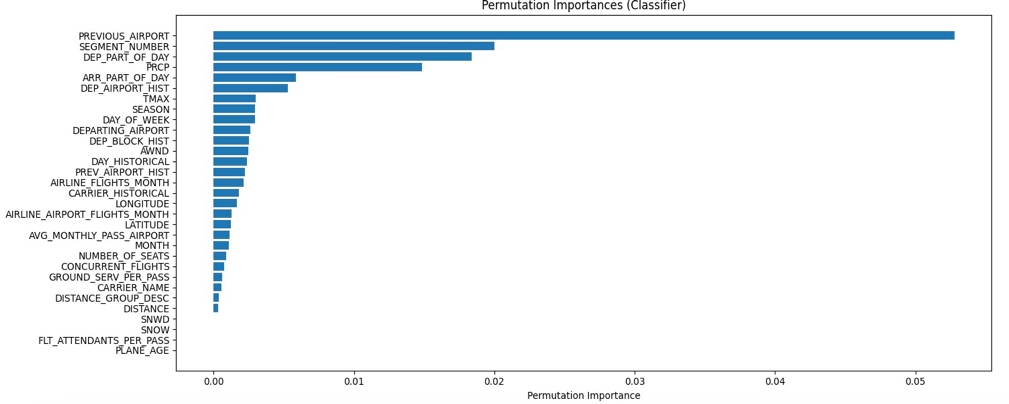 Permutation Importances (Classifier)
PREVIOUS_AIRPORT
SEGMENT_NUMBER
DEP_PART_OF_DAY
PRCP
ARR_PART_OF_DAY
DEP_AIRPORT_HIST
TMAX
SEASON
DAY_OF_WEEK
DEPARTING_AIRPORT
DEP_BLOCK_HIST
AWND
DAY_HISTORICAL
PREV_AIRPORT_HIST
AIRLINE_FLIGHTS_MONTH
CARRIER_HISTORICAL
LONGITUDE
AIRLINE_AIRPORT_FLIGHTS_MONTH
LATITUDE
AVG_MONTHLY_PASS_AIRPORT
MONTH
NUMBER_OF_SEATS
CONCURRENT_FLIGHTS
GROUND_SERV_PER_PASS
CARRIER_NAME
DISTANCE_GROUP_DESC
DISTANCE
SNWD
SNOW
FLT_ATTENDANTS_PER_PASS
PLANE_AGE
0.00 0.01 0.02 0.03 0.04 0.05
Permutation Importance